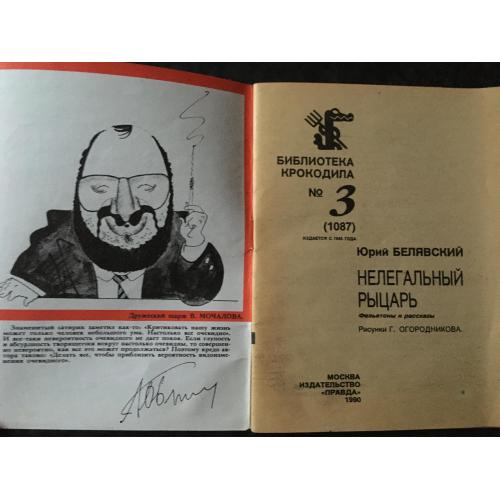 Дружеский шарж В. МОЧАЛОВА.
Знаменитый сатирик заметил как-то: «Критиковать нашу жизнь
может только человек небольшого ума. Настолько все очевидно».
И все-таки невероятность очевидного не дает покоя. Если глупость
и абсурдность творящегося вокруг настолько очевидны, то совершен-
но невероятно, как все это может продолжаться? Поэтому кредо ав-
тора таково: «Делать все, чтобы приблизить вероятность видоизме-
нения очевидного».
БИБЛИОТЕКА
КРОКОДИЛА
№ 3
(1087)
ИЗДАЕТСЯ С 1945 ГОДА
Юрий БЕЛЯВСКИЙ
НЕЛЕГАЛЬНЫЙ
РЫЦАРЬ
Фельетоны и рассказы
Рисунки Г. ОГОРОДНИКОВА.
МОСКВА
ИЗДАТЕЛЬСТВО
«ПРАВДА»
1990